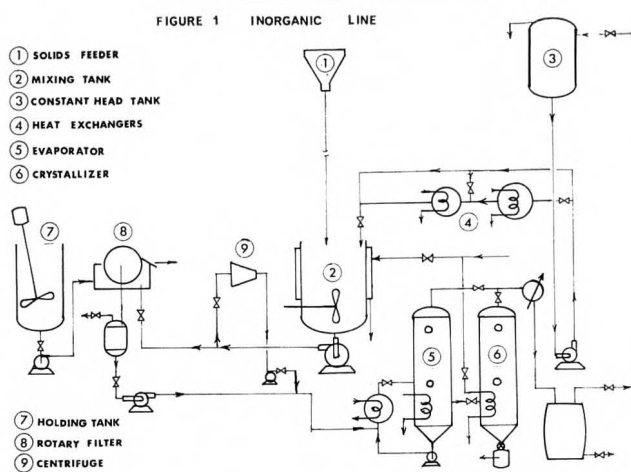 FIGURE 1 INORGANIC LINE
① SOLIDS FEEDER
② MIXING TANK
③ CONSTANT HEAD TANK
④ HEAT EXCHANGERS
⑤ EVAPORATOR
⑥ CRYSTALLIZER
①
③
④
⑦
⑧
⑨
②
⑤
⑥
⑦ HOLDING TANK
⑧ ROTARY FILTER
⑨ CENTRIFUGE